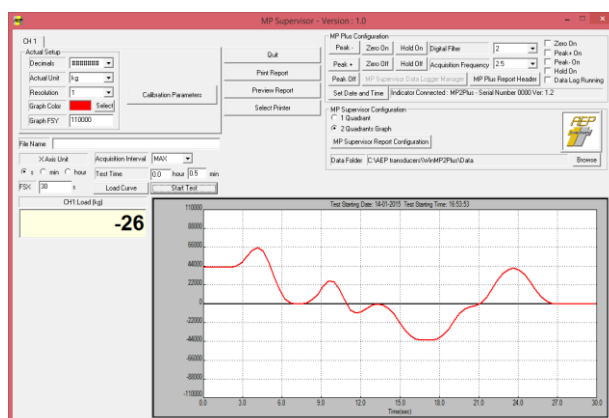 MP Supervisor - Version : 1.0
CH 1
Actual Setup
Decimals ########
Actual Unit kg
Resolution 1
Graph Color Select
Graph FSY 110000
Calibration Parameters
Quit
Print Report
Preview Report
Select Printer
MP Plus Configuration
Peak - Zero On Hold On Digital Filter 2
Peak + Zero Off Hold Off Acquisition Frequency 2.5
Peak Off MP Supervisor Data Logger Manager MP Plus Report Header
Zero On
Peak+ On
Peak- On
Hold On
Data Log Running
Set Date and Time Indicator Connected : MP2Plus - Serial Number 0000 Ver: 1.2
MP Supervisor Configuration
1 Quadrant
2 Quadrants Graph
MP Supervisor Report Configuration
AEP
Data Folder C:\AEP transducers\WinMP2Plus\Data Browse
File Name
X Axis Unit Acquisition Interval MAX
s min hour Test Time 0.0 hour 0.5 min
FSX 30 s Load Curve Start Test
CH1:Load [kg]
-26
Test Starting Date: 14-01-2015 Test Starting Time: 16:53:53
110000
88000
66000
44000
22000
0
-22000
-44000
-66000
-88000
-110000
0.0 3.0 6.0 9.0 12.0 15.0 18.0 21.0 24.0 27.0 30.0
Time(sec)